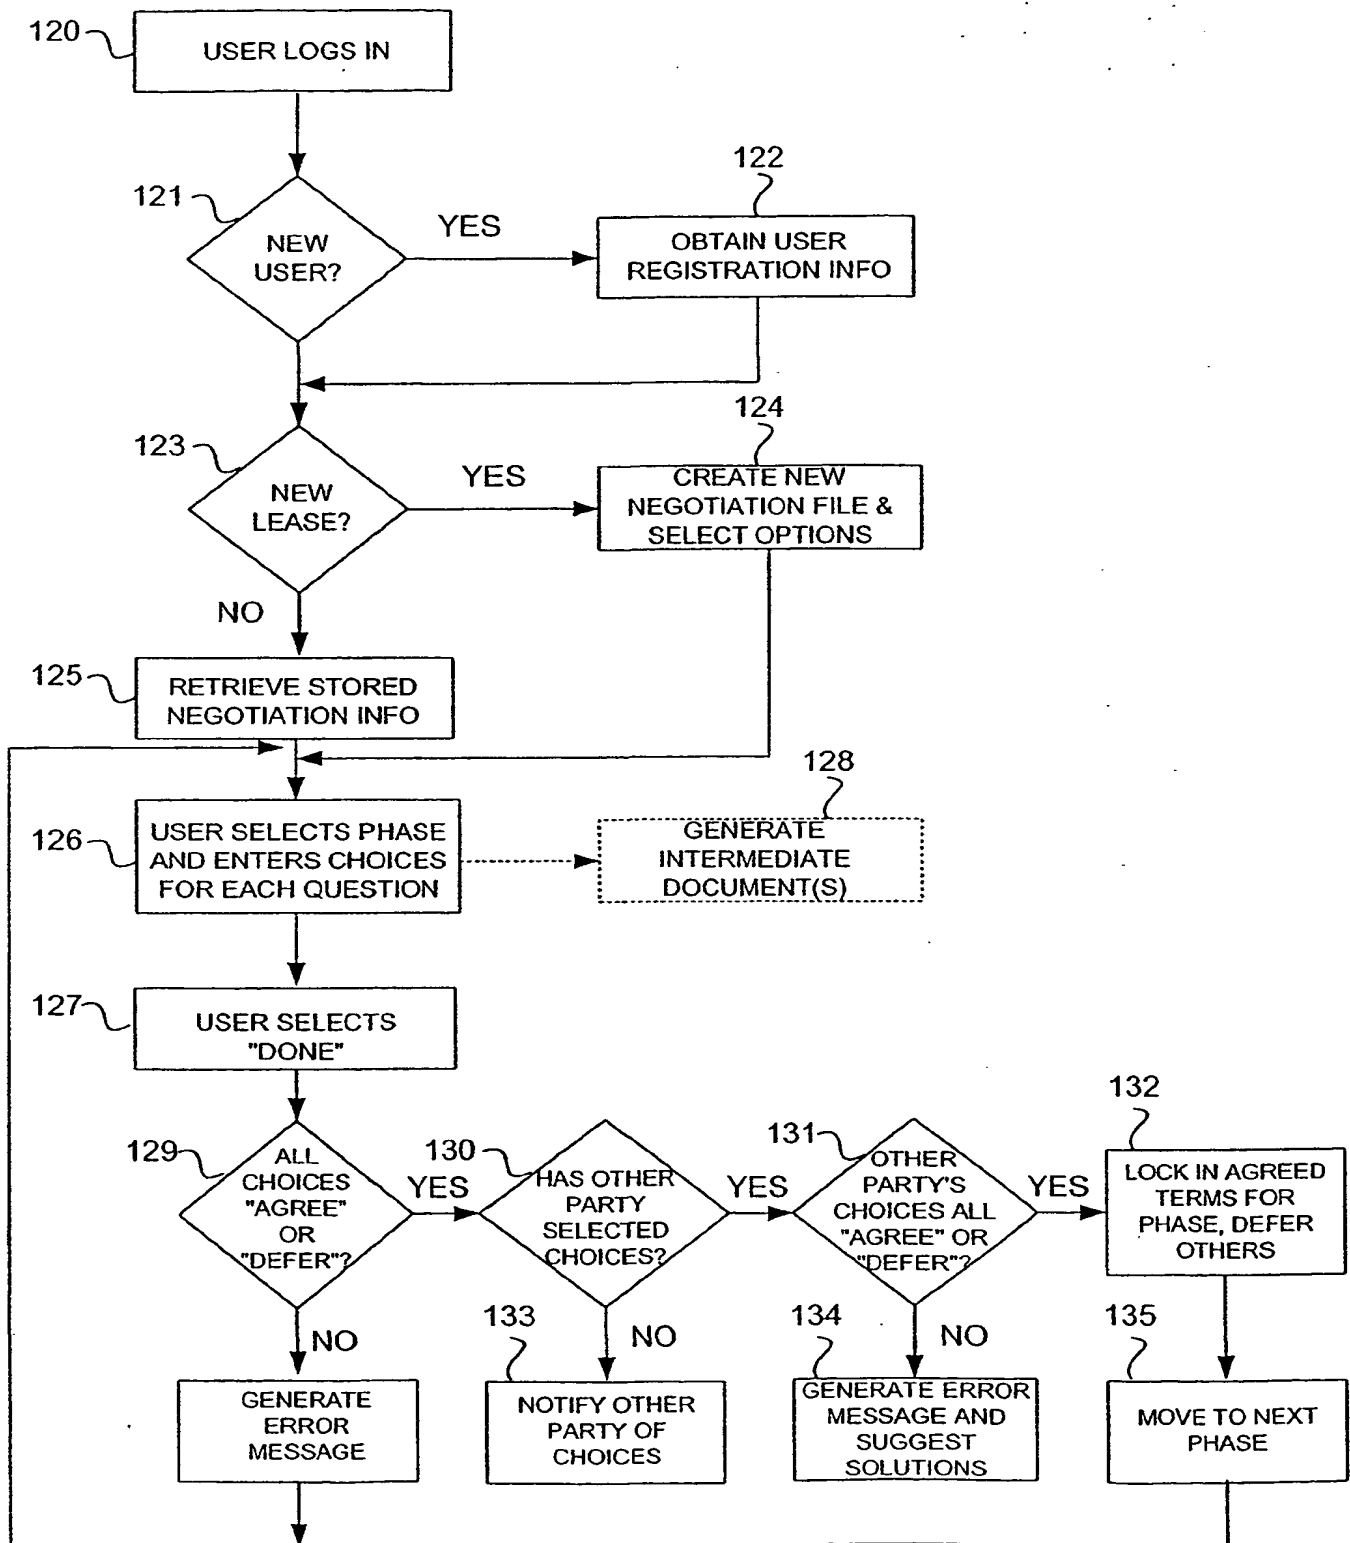 120
USER LOGS IN
121
NEW
USER?
YES
122
OBTAIN USER
REGISTRATION INFO
123
NEW
LEASE?
YES
124
CREATE NEW
NEGOTIATION FILE &
SELECT OPTIONS
NO
125
RETRIEVE STORED
NEGOTIATION INFO
126
USER SELECTS PHASE
AND ENTERS CHOICES
FOR EACH QUESTION
128
GENERATE
INTERMEDIATE
DOCUMENT(S)
127
USER SELECTS
"DONE"
129
ALL
CHOICES
"AGREE"
OR
"DEFER"?
YES
130
HAS OTHER
PARTY
SELECTED
CHOICES?
YES
131
OTHER
PARTY'S
CHOICES ALL
"AGREE" OR
"DEFER"?
YES
132
LOCK IN AGREED
TERMS FOR
PHASE, DEFER
OTHERS
NO
GENERATE
ERROR
MESSAGE
133
NO
NOTIFY OTHER
PARTY OF
CHOICES
134
NO
GENERATE ERROR
MESSAGE AND
SUGGEST
SOLUTIONS
135
MOVE TO NEXT
PHASE